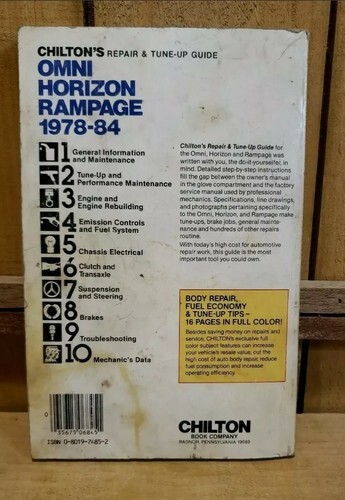 CHILTON'S REPAIR & TUNE-UP GUIDE
OMNI
HORIZON
RAMPAGE
1978-84
1 General Information
and Maintenance
2 Tune-Up and
Performance Maintenance
3 Engine and
Engine Rebuilding
4 Emission Controls
and Fuel System
5 Chassis Electrical
6 Clutch and
Transaxle
7 Suspension
and Steering
8 Brakes
9 Troubleshooting
10 Mechanic's Data
Chilton's Repair & Tune-Up Guide for
the Omni, Horizon and Rampage was
written with you, the do-it-yourselfer, in
mind. Detailed step-by-step instructions
fill the gap between the owner's manual
in the glove compartment and the factory
service manual used by professional
mechanics. Specifications, line drawings,
and photographs pertaining specifically
to the Omni, Horizon, and Rampage make
tune-ups, brake jobs, general mainte-
nance and hundreds of other repairs
routine.
With today's high cost for automotive
repair work, this guide is the most
important tool you could own.
BODY REPAIR,
FUEL ECONOMY
& TUNE-UP TIPS—
16 PAGES IN FULL COLOR!
Besides saving money on repairs and
service, CHILTON'S exclusive full
color subject features can increase
your vehicle's resale value, cut the
high cost of auto body repair, reduce
fuel consumption and increase
operating efficiency.
0 35675 06845
ISBN 0-8019-7485-2
CHILTON
BOOK COMPANY
RADNOR, PENNSYLVANIA 19089